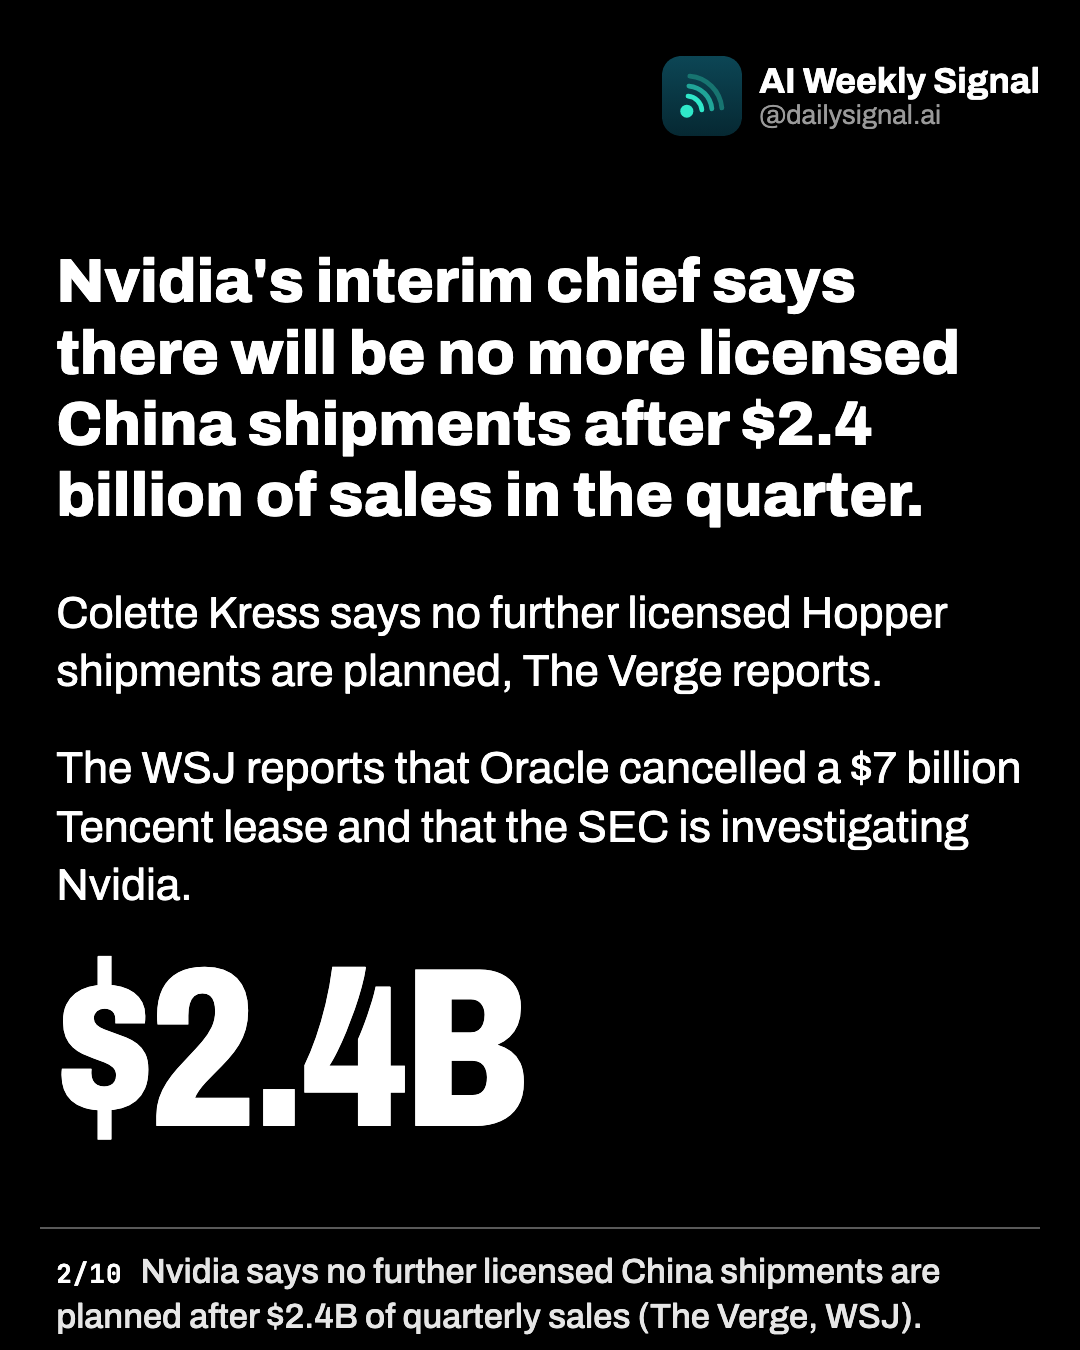 AI Weekly Signal
@dailysignal.ai
Nvidia's interim chief says
there will be no more licensed
China shipments after $2.4
billion of sales in the quarter.
Colette Kress says no further licensed Hopper
shipments are planned, The Verge reports.
The WSJ reports that Oracle cancelled a $7 billion
Tencent lease and that the SEC is investigating
Nvidia.
$2.4B
2/10 Nvidia says no further licensed China shipments are
planned after $2.4B of quarterly sales (The Verge, WSJ).